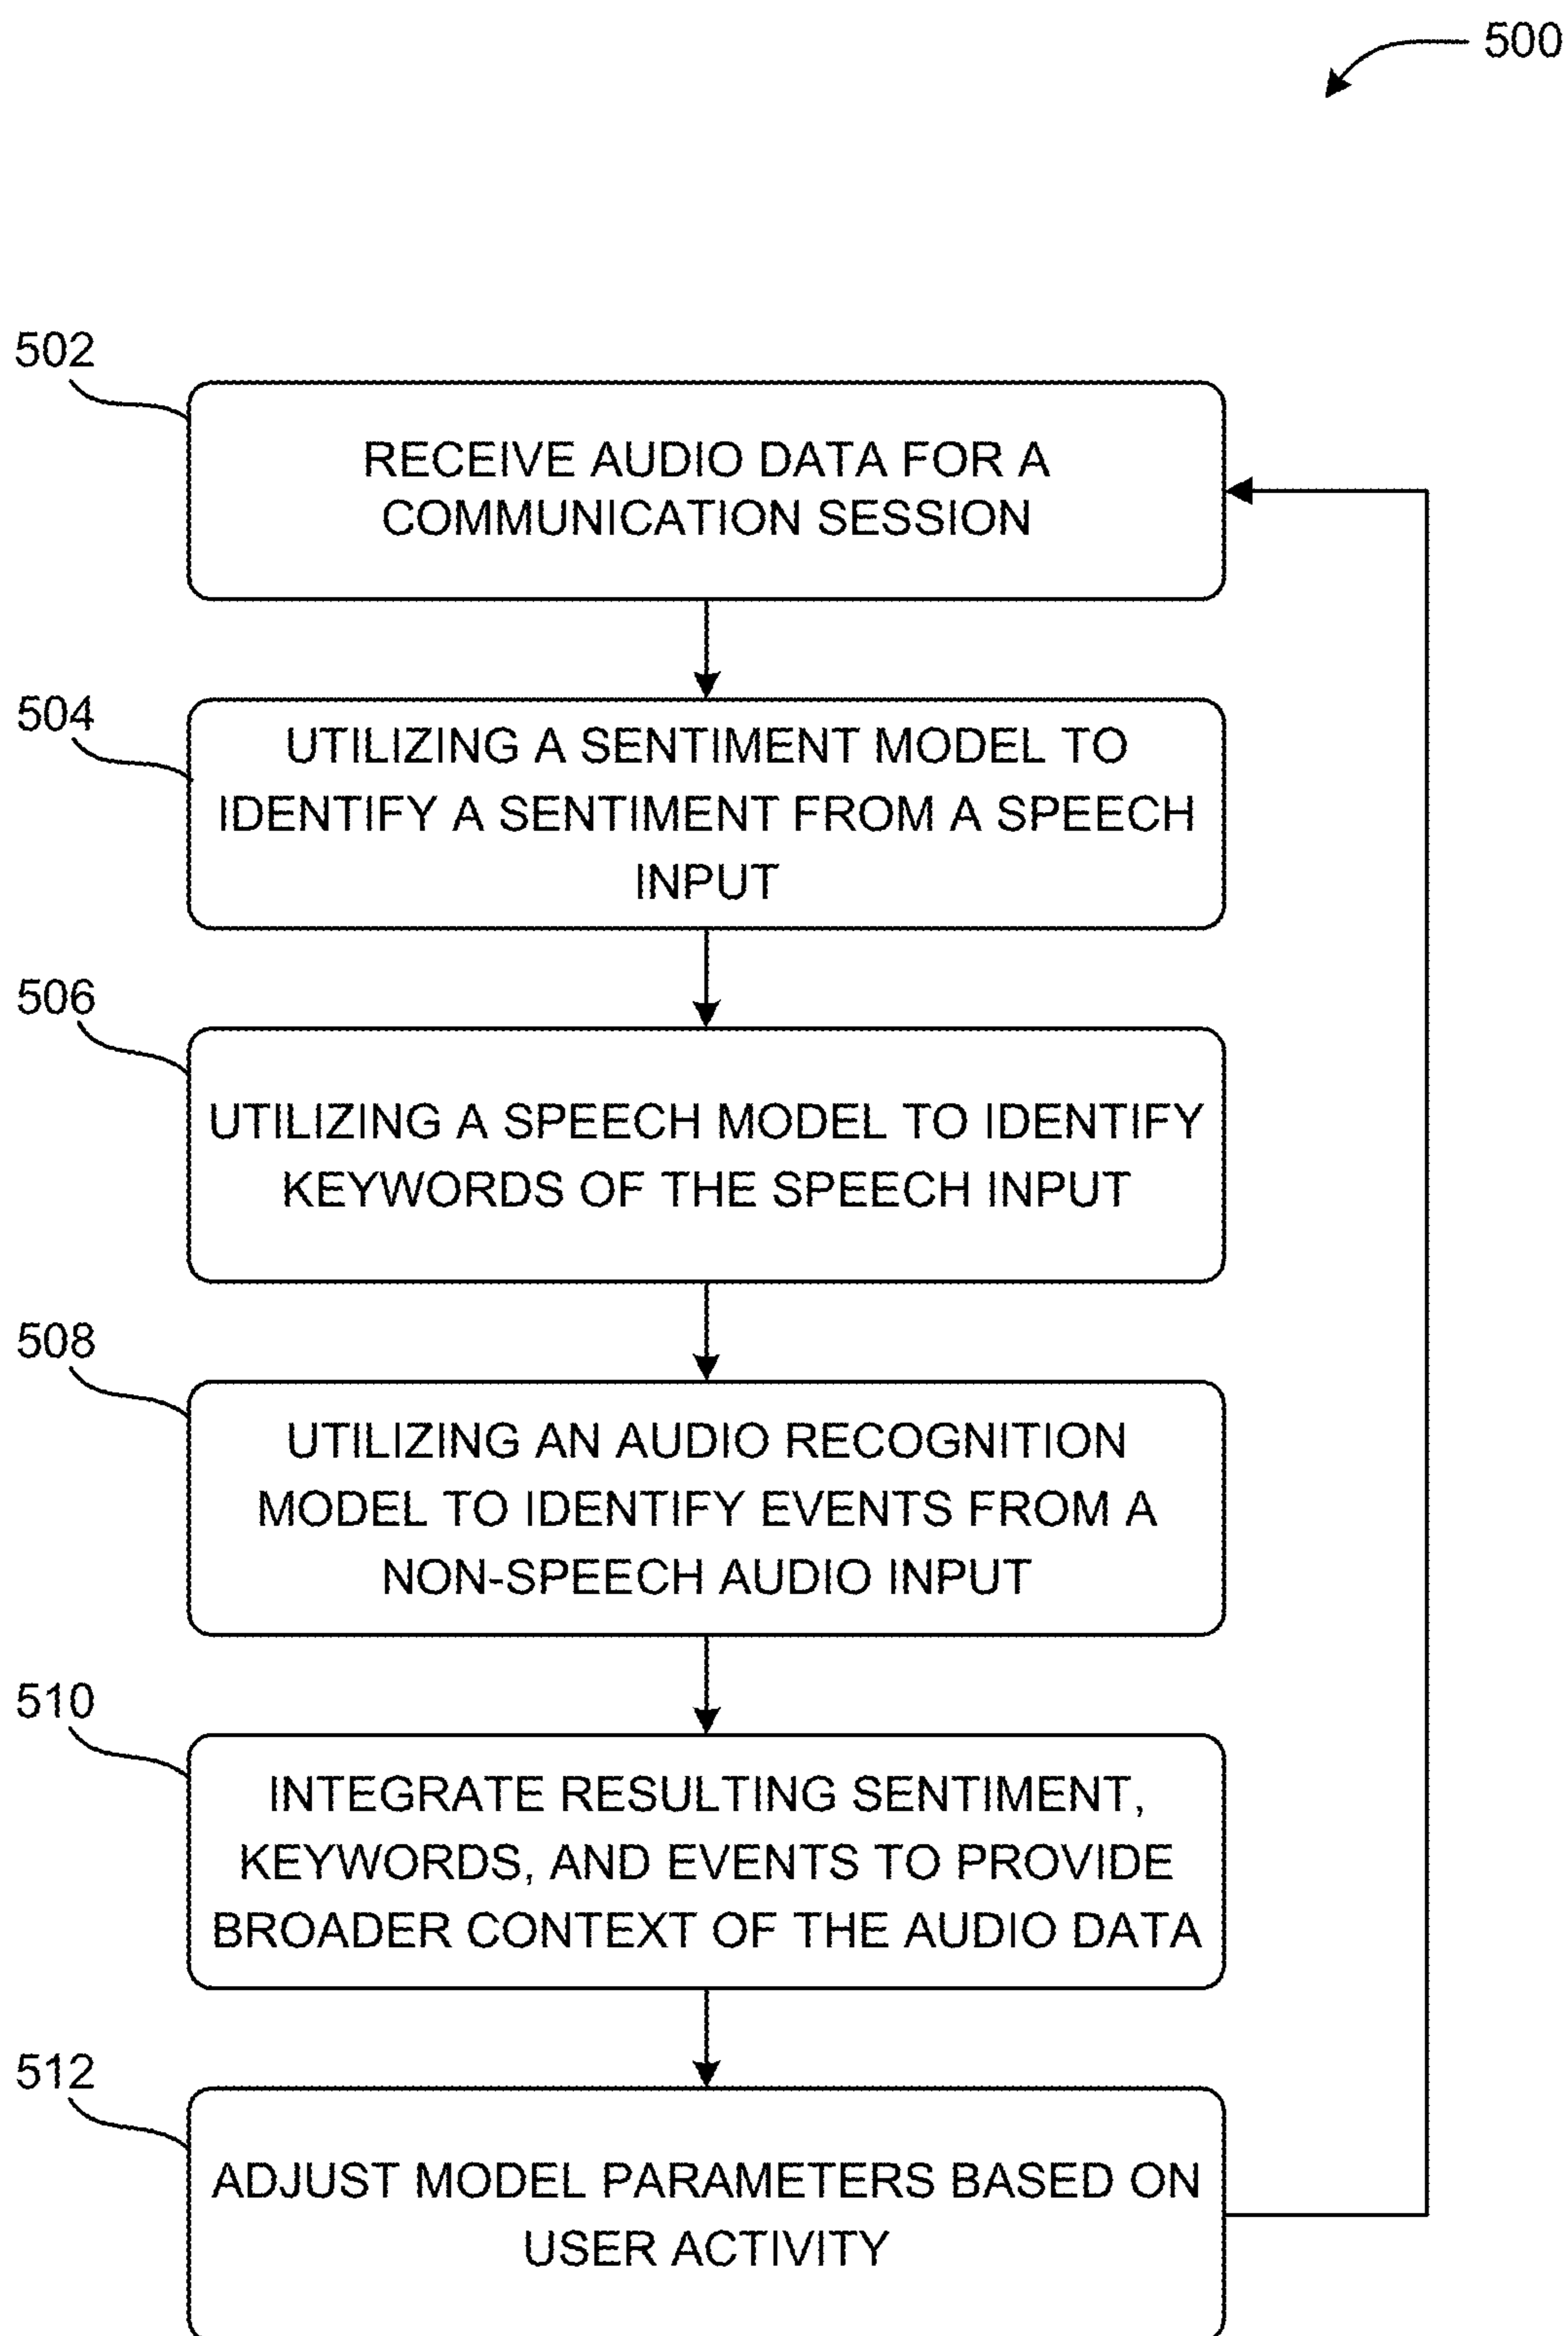 500
502
RECEIVE AUDIO DATA FOR A
COMMUNICATION SESSION
504
UTILIZING A SENTIMENT MODEL TO
IDENTIFY A SENTIMENT FROM A SPEECH
INPUT
506
UTILIZING A SPEECH MODEL TO IDENTIFY
KEYWORDS OF THE SPEECH INPUT
508
UTILIZING AN AUDIO RECOGNITION
MODEL TO IDENTIFY EVENTS FROM A
NON-SPEECH AUDIO INPUT
510
INTEGRATE RESULTING SENTIMENT,
KEYWORDS, AND EVENTS TO PROVIDE
BROADER CONTEXT OF THE AUDIO DATA
512
ADJUST MODEL PARAMETERS BASED ON
USER ACTIVITY